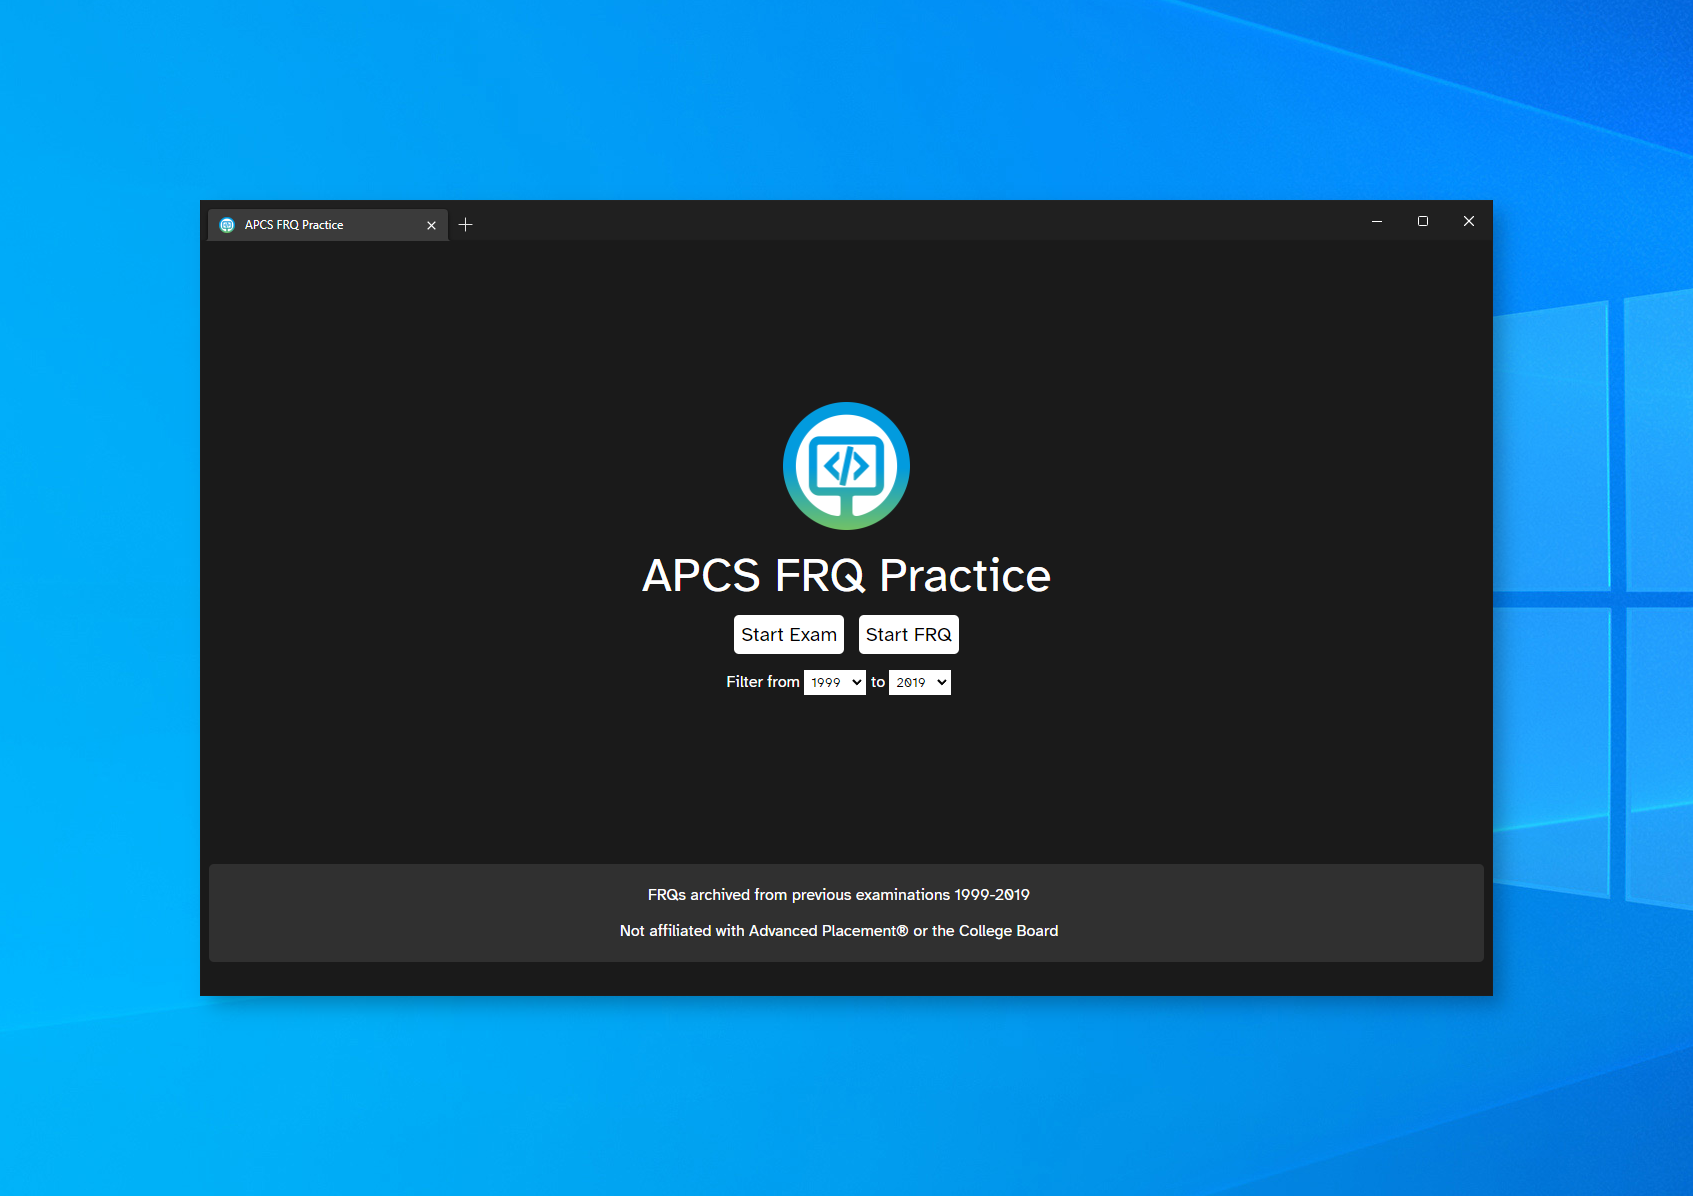 APCS FRQ Practice
</>
APCS FRQ Practice
Start Exam Start FRQ
Filter from 1999 to 2019
FRQs archived from previous examinations 1999-2019
Not affiliated with Advanced Placement® or the College Board